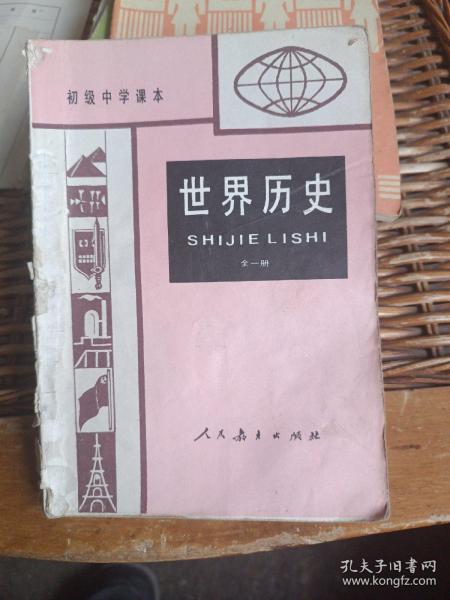 初级中学课本
世界历史
SHIJIE LISHI
全一册
人民教育出版社
孔夫子旧书网
www.kongfz.com